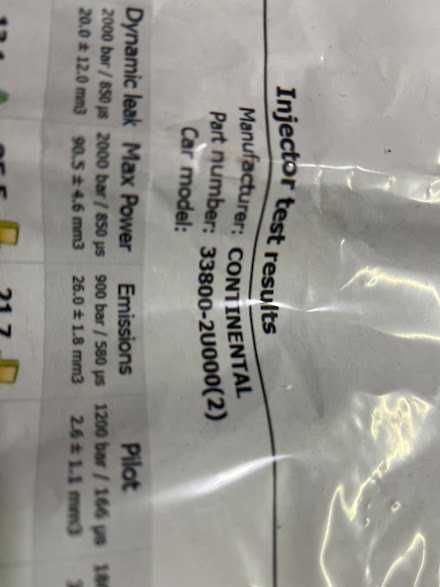 Injector test results
Manufacturer: CONTINENTAL
Part number: 33800-2U000(2)
Car model:
Dynamic leak Max Power Emissions Pilot
2000 bar / 850 µs 2000 bar / 850 µs 900 bar / 580 µs 1200 bar / 166 µs
20.0 ± 12.0 mm3 90.5 ± 4.6 mm3 26.0 ± 1.8 mm3 2.6 ± 1.1 mm3
21.7